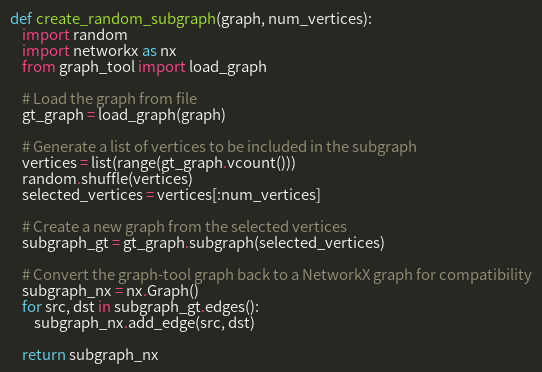 def create_random_subgraph(graph, num_vertices):
    import random
    import networkx as nx
    from graph_tool import load_graph

    # Load the graph from file
    gt_graph = load_graph(graph)

    # Generate a list of vertices to be included in the subgraph
    vertices = list(range(gt_graph.vcount()))
    random.shuffle(vertices)
    selected_vertices = vertices[:num_vertices]

    # Create a new graph from the selected vertices
    subgraph_gt = gt_graph.subgraph(selected_vertices)

    # Convert the graph-tool graph back to a NetworkX graph for compatibility
    subgraph_nx = nx.Graph()
    for src, dst in subgraph_gt.edges():
        subgraph_nx.add_edge(src, dst)

    return subgraph_nx